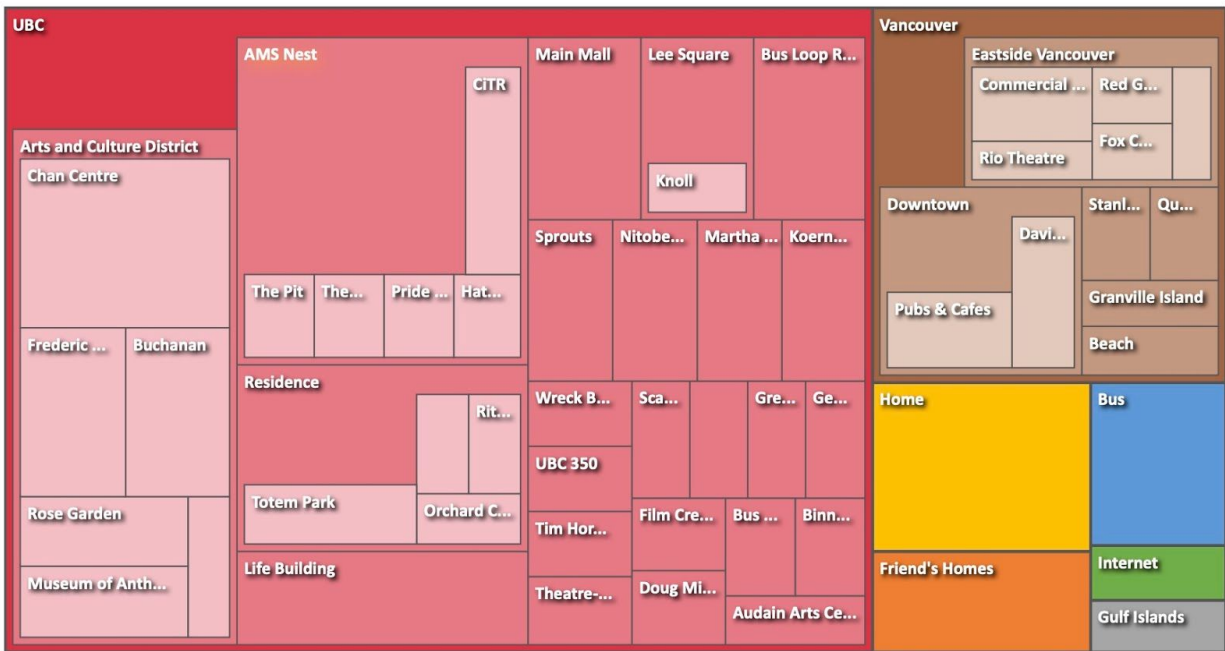 UBC
Arts and Culture District
Chan Centre
Frederic ...
Buchanan
Rose Garden
Museum of Anth...
AMS Nest
CiTR
The Pit
The...
Pride ...
Hat...
Residence
Rit...
Totem Park
Orchard C...
Life Building
Main Mall
Lee Square
Knoll
Bus Loop R...
Sprouts
Nitobe...
Martha ...
Koern...
Wreck B...
UBC 350
Tim Hor...
Theatre-...
Sca...
Gre...
Ge...
Film Cre...
Doug Mi...
Bus ...
Binn...
Audain Arts Ce...
Vancouver
Eastside Vancouver
Commercial ...
Red G...
Rio Theatre
Fox C...
Downtown
Davi...
Pubs & Cafes
Stanl...
Qu...
Granville Island
Beach
Home
Bus
Friend's Homes
Internet
Gulf Islands